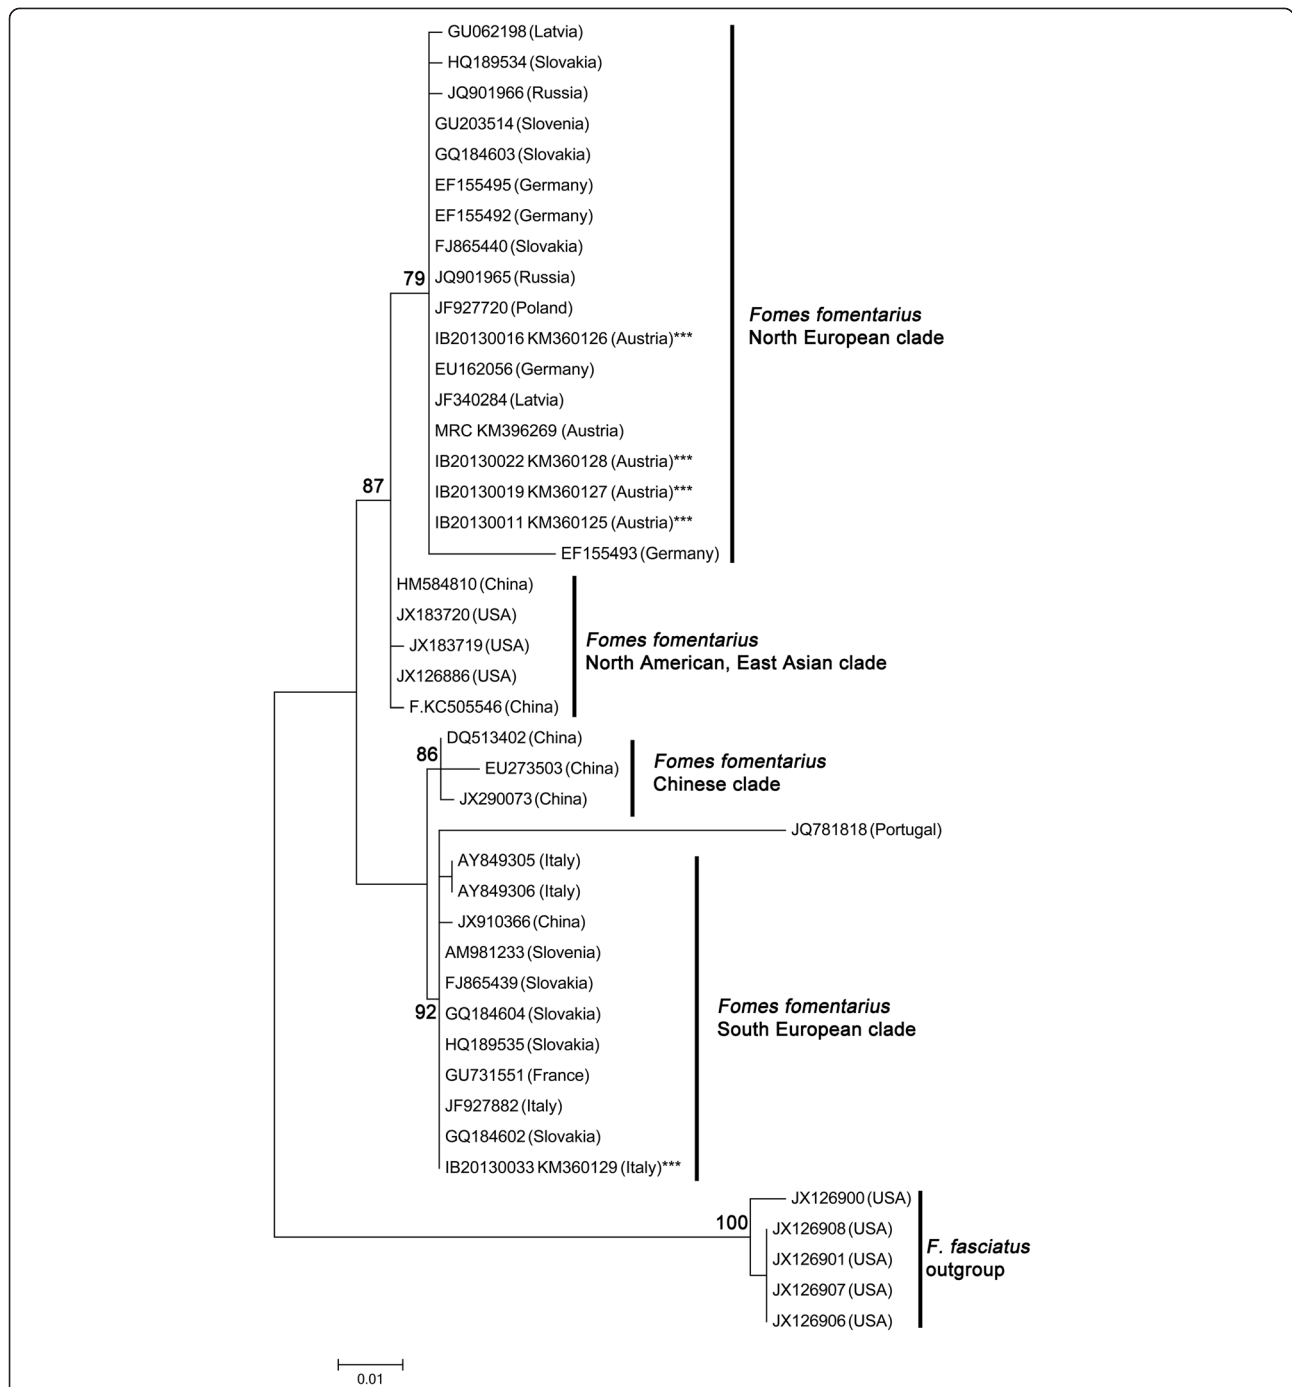 GU062198 (Latvia)
HQ189534 (Slovakia)
JQ901966 (Russia)
GU203514 (Slovenia)
GQ184603 (Slovakia)
EF155495 (Germany)
EF155492 (Germany)
FJ865440 (Slovakia)
79
JQ901965 (Russia)
JF927720 (Poland)
Fomes fomentarius
North European clade
IB20130016 KM360126 (Austria)***
EU162056 (Germany)
JF340284 (Latvia)
MRC KM396269 (Austria)
IB20130022 KM360128 (Austria)***
87
IB20130019 KM360127 (Austria)***
IB20130011 KM360125 (Austria)***
EF155493 (Germany)
HM584810 (China)
JX183720 (USA)
JX183719 (USA)
Fomes fomentarius
North American, East Asian clade
JX126886 (USA)
F.KC505546 (China)
DQ513402 (China)
86
EU273503 (China)
Fomes fomentarius
Chinese clade
JX290073 (China)
JQ781818 (Portugal)
AY849305 (Italy)
AY849306 (Italy)
JX910366 (China)
AM981233 (Slovenia)
FJ865439 (Slovakia)
92
GQ184604 (Slovakia)
Fomes fomentarius
South European clade
HQ189535 (Slovakia)
GU731551 (France)
JF927882 (Italy)
GQ184602 (Slovakia)
IB20130033 KM360129 (Italy)***
JX126900 (USA)
100
JX126908 (USA)
F. fasciatus
outgroup
JX126901 (USA)
JX126907 (USA)
JX126906 (USA)
0.01